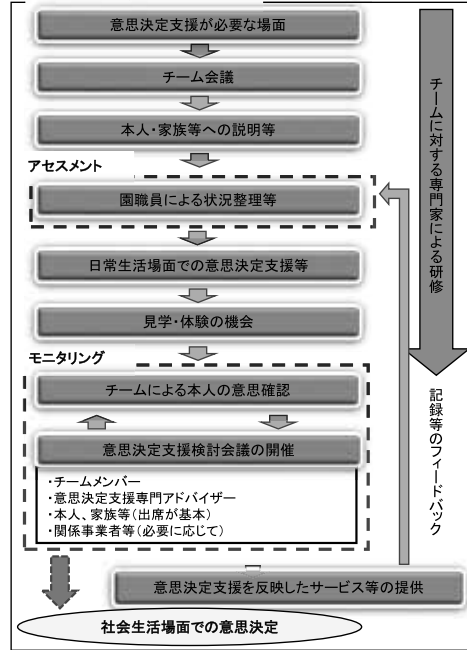 意思決定支援が必要な場面
チーム会議
本人・家族等への説明等
アセスメント
園職員による状況整理等
日常生活場面での意思決定支援等
見学・体験の機会
モニタリング
チームによる本人の意思確認
意思決定支援検討会議の開催
・チームメンバー
・意思決定支援専門アドバイザー
・本人、家族等(出席が基本)
・関係事業者等(必要に応じて)
意思決定支援を反映したサービス等の提供
社会生活場面での意思決定
チームに対する専門家による研修
記録等のフィードバック